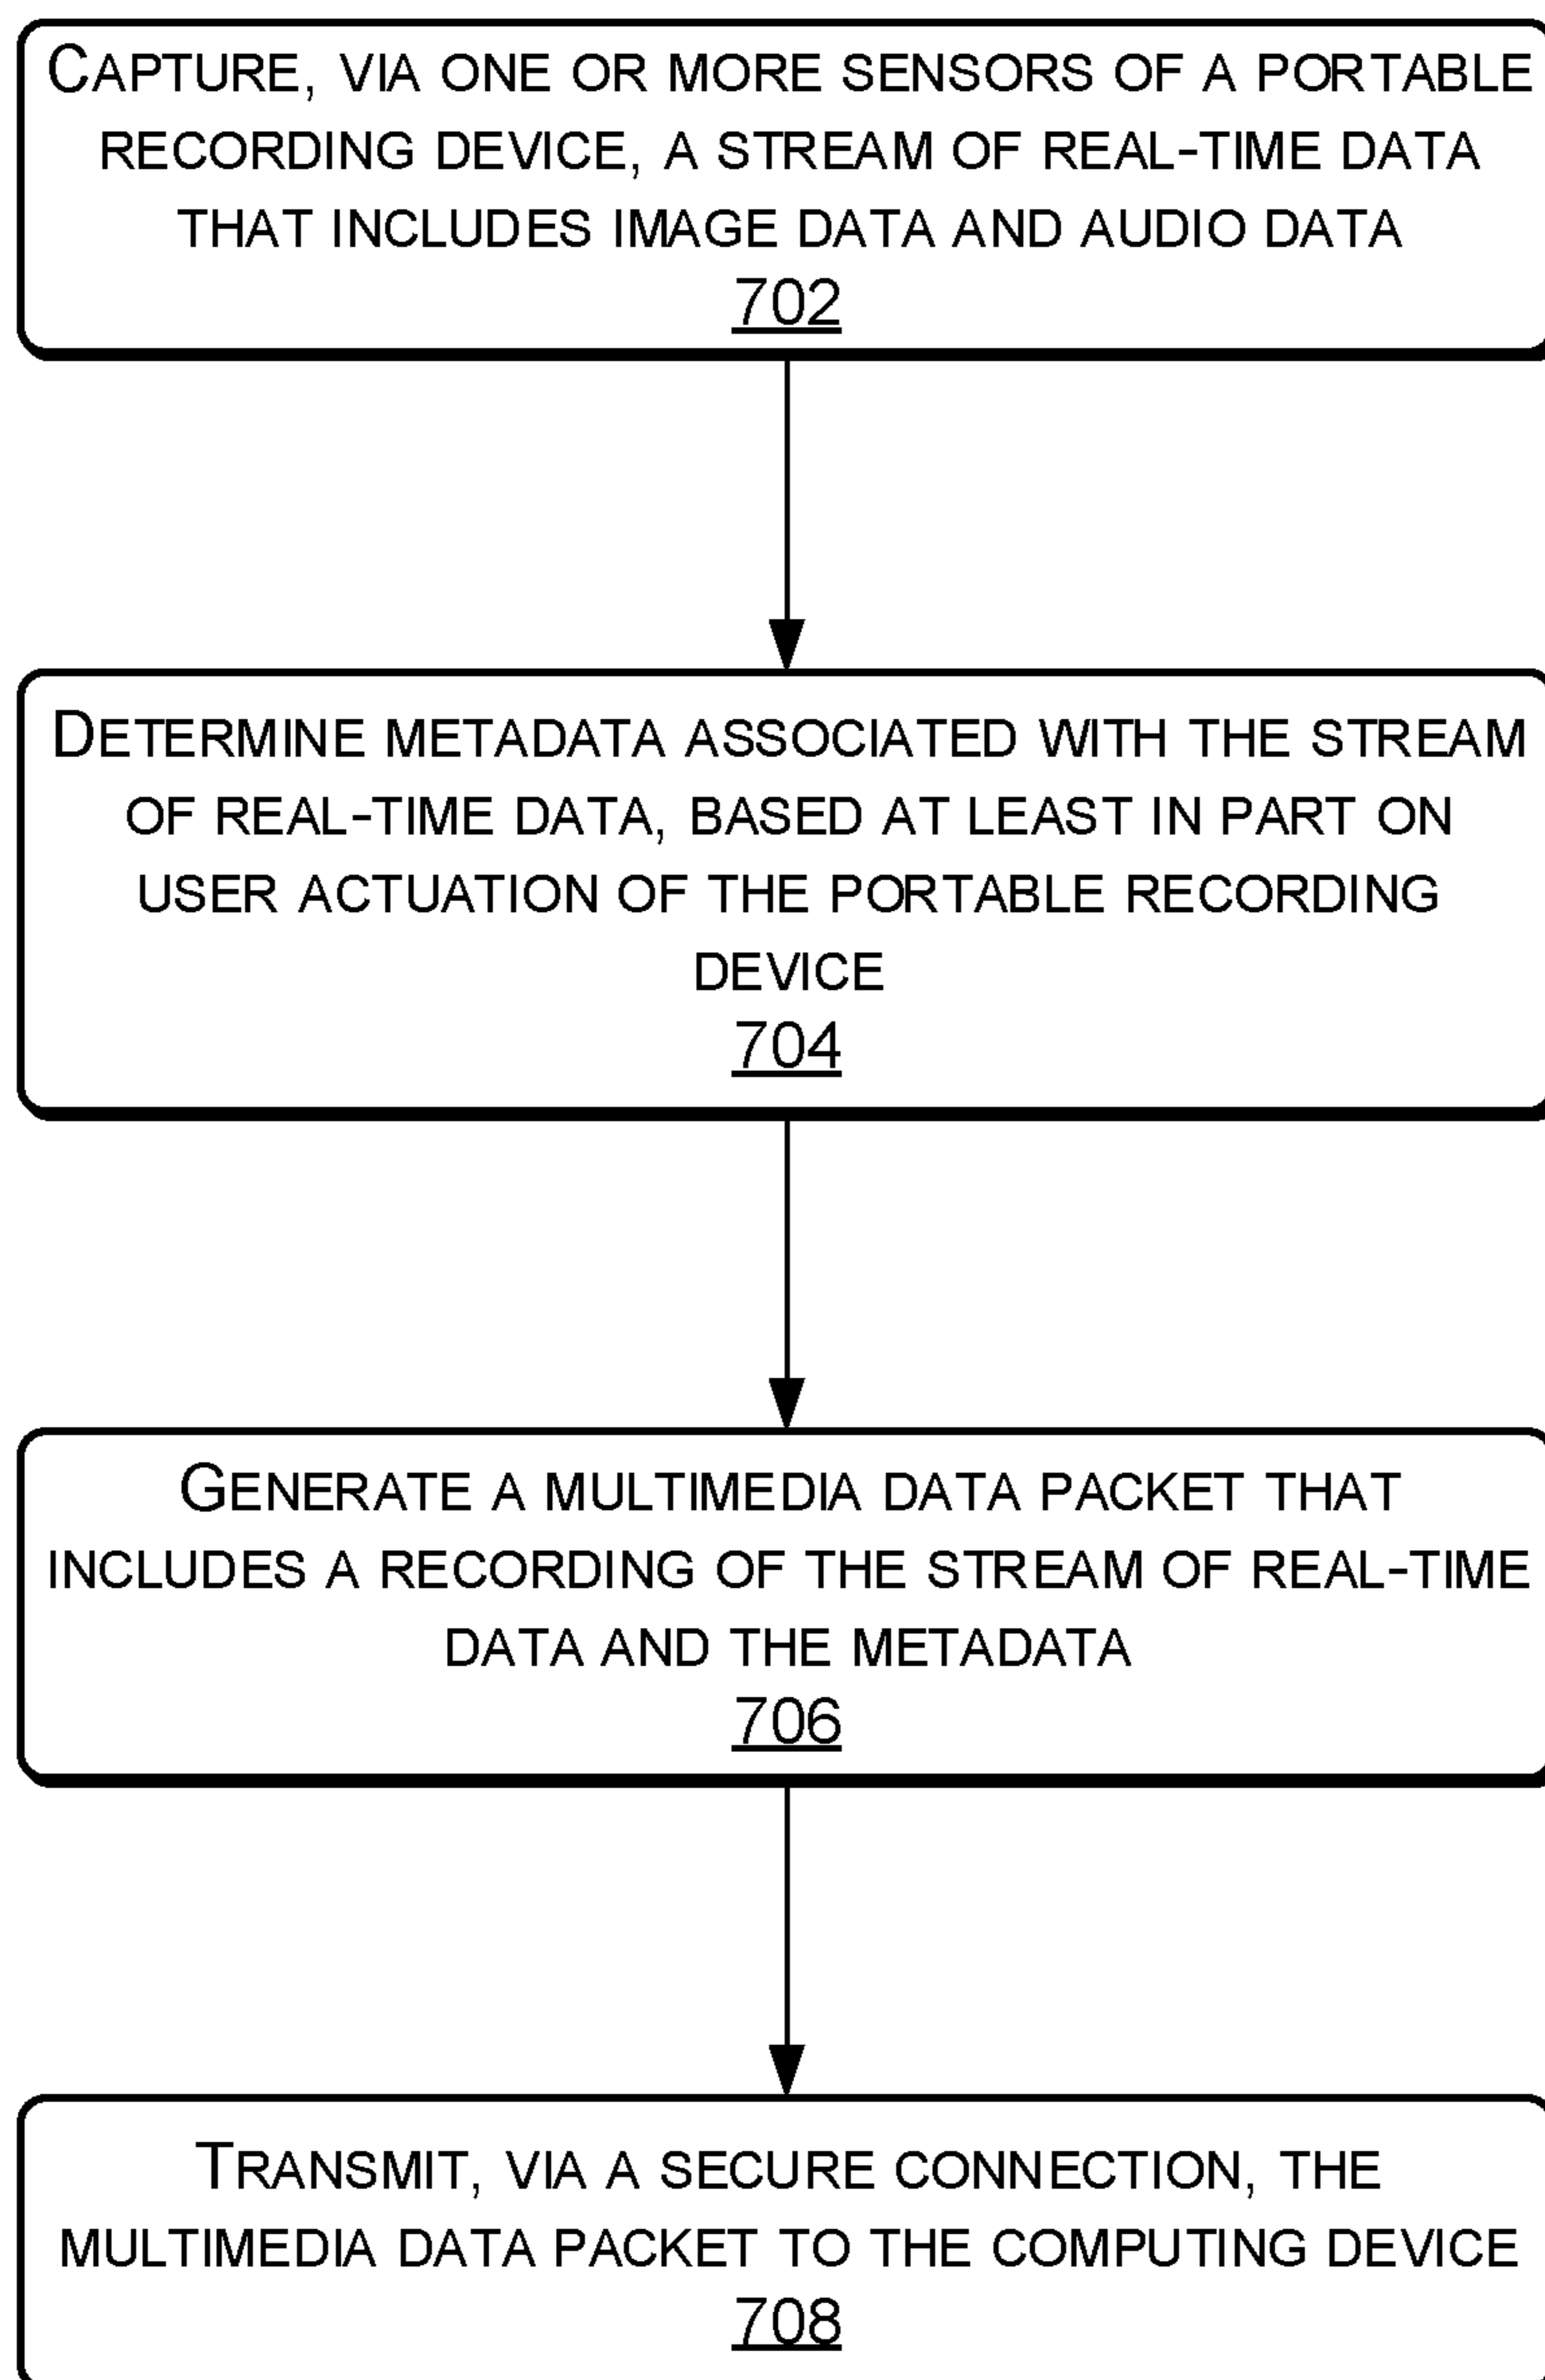 CAPTURE, VIA ONE OR MORE SENSORS OF A PORTABLE
RECORDING DEVICE, A STREAM OF REAL-TIME DATA
THAT INCLUDES IMAGE DATA AND AUDIO DATA
702
DETERMINE METADATA ASSOCIATED WITH THE STREAM
OF REAL-TIME DATA, BASED AT LEAST IN PART ON
USER ACTUATION OF THE PORTABLE RECORDING
DEVICE
704
GENERATE A MULTIMEDIA DATA PACKET THAT
INCLUDES A RECORDING OF THE STREAM OF REAL-TIME
DATA AND THE METADATA
706
TRANSMIT, VIA A SECURE CONNECTION, THE
MULTIMEDIA DATA PACKET TO THE COMPUTING DEVICE
708